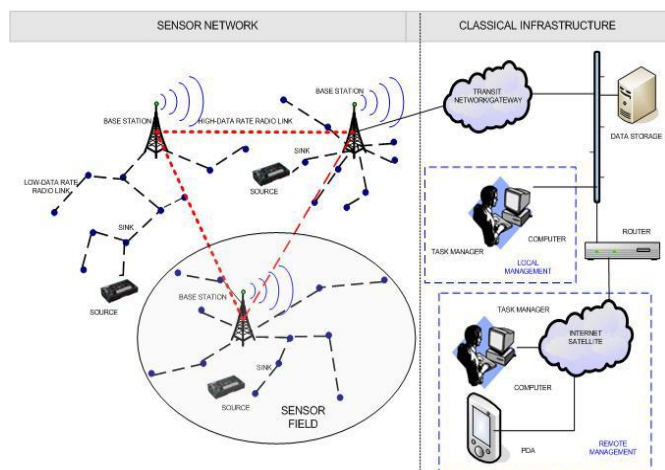 SENSOR NETWORK
CLASSICAL INFRASTRUCTURE
BASE STATION
TRANSIT
NETWORK/GATEWAY
BASE STATION
HIGH-DATA RATE RADIO LINK
DATA STORAGE
SINK
LOW-DATA RATE
RADIO LINK
SOURCE
SINK
ROUTER
TASK MANAGER
COMPUTER
LOCAL
MANAGEMENT
BASE STATION
SOURCE
TASK MANAGER
INTERNET
SATELLITE
SINK
COMPUTER
SOURCE
SENSOR
FIELD
PDA
REMOTE
MANAGEMENT